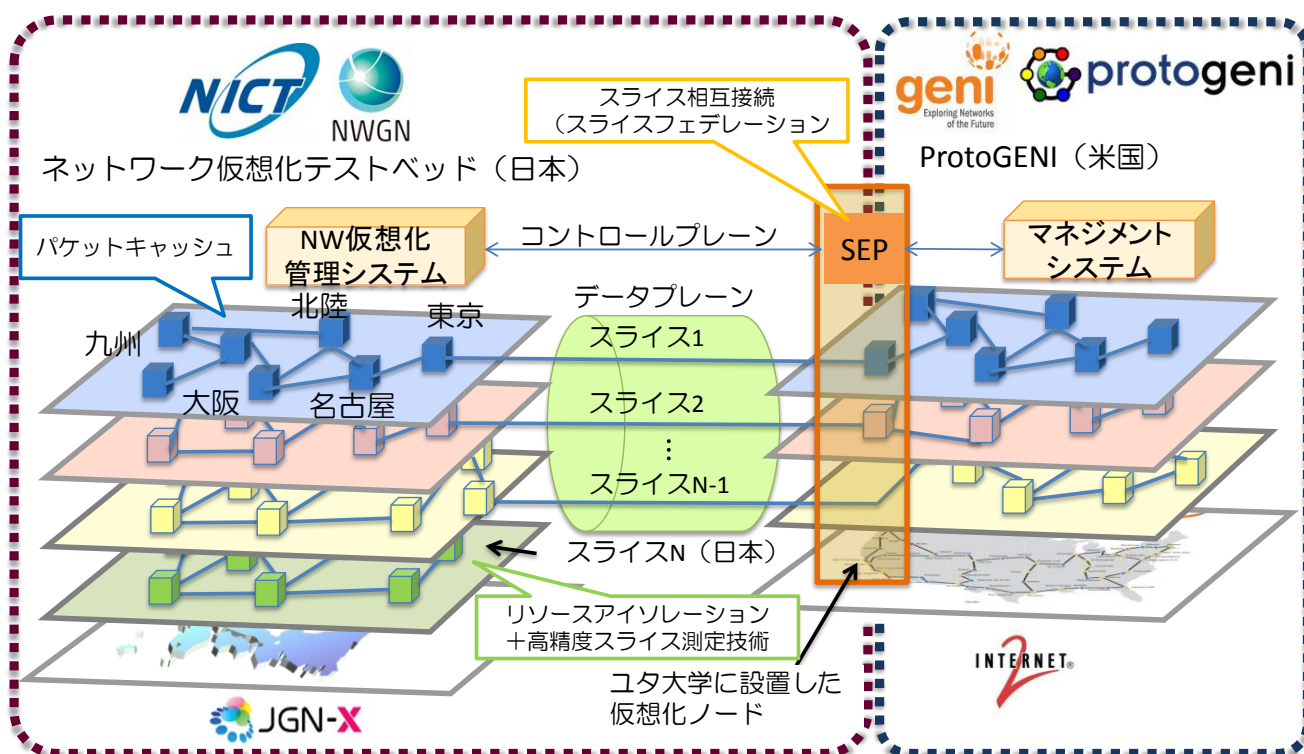 NICT
NWGN
ネットワーク仮想化テストベッド（日本）
スライス相互接続
（スライスフェデレーション
geni
Exploring Networks
of the Future
protogeni
ProtoGENI（米国）
パケットキャッシュ
NW仮想化
管理システム
コントロールプレーン
SEP
マネジメント
システム
データプレーン
北陸
東京
九州
大阪
名古屋
スライス1
スライス2
⋮
スライスN-1
スライスN（日本）
リソースアイソレーション
＋高精度スライス測定技術
ユタ大学に設置した
仮想化ノード
JGN-X
INTERNET®
2